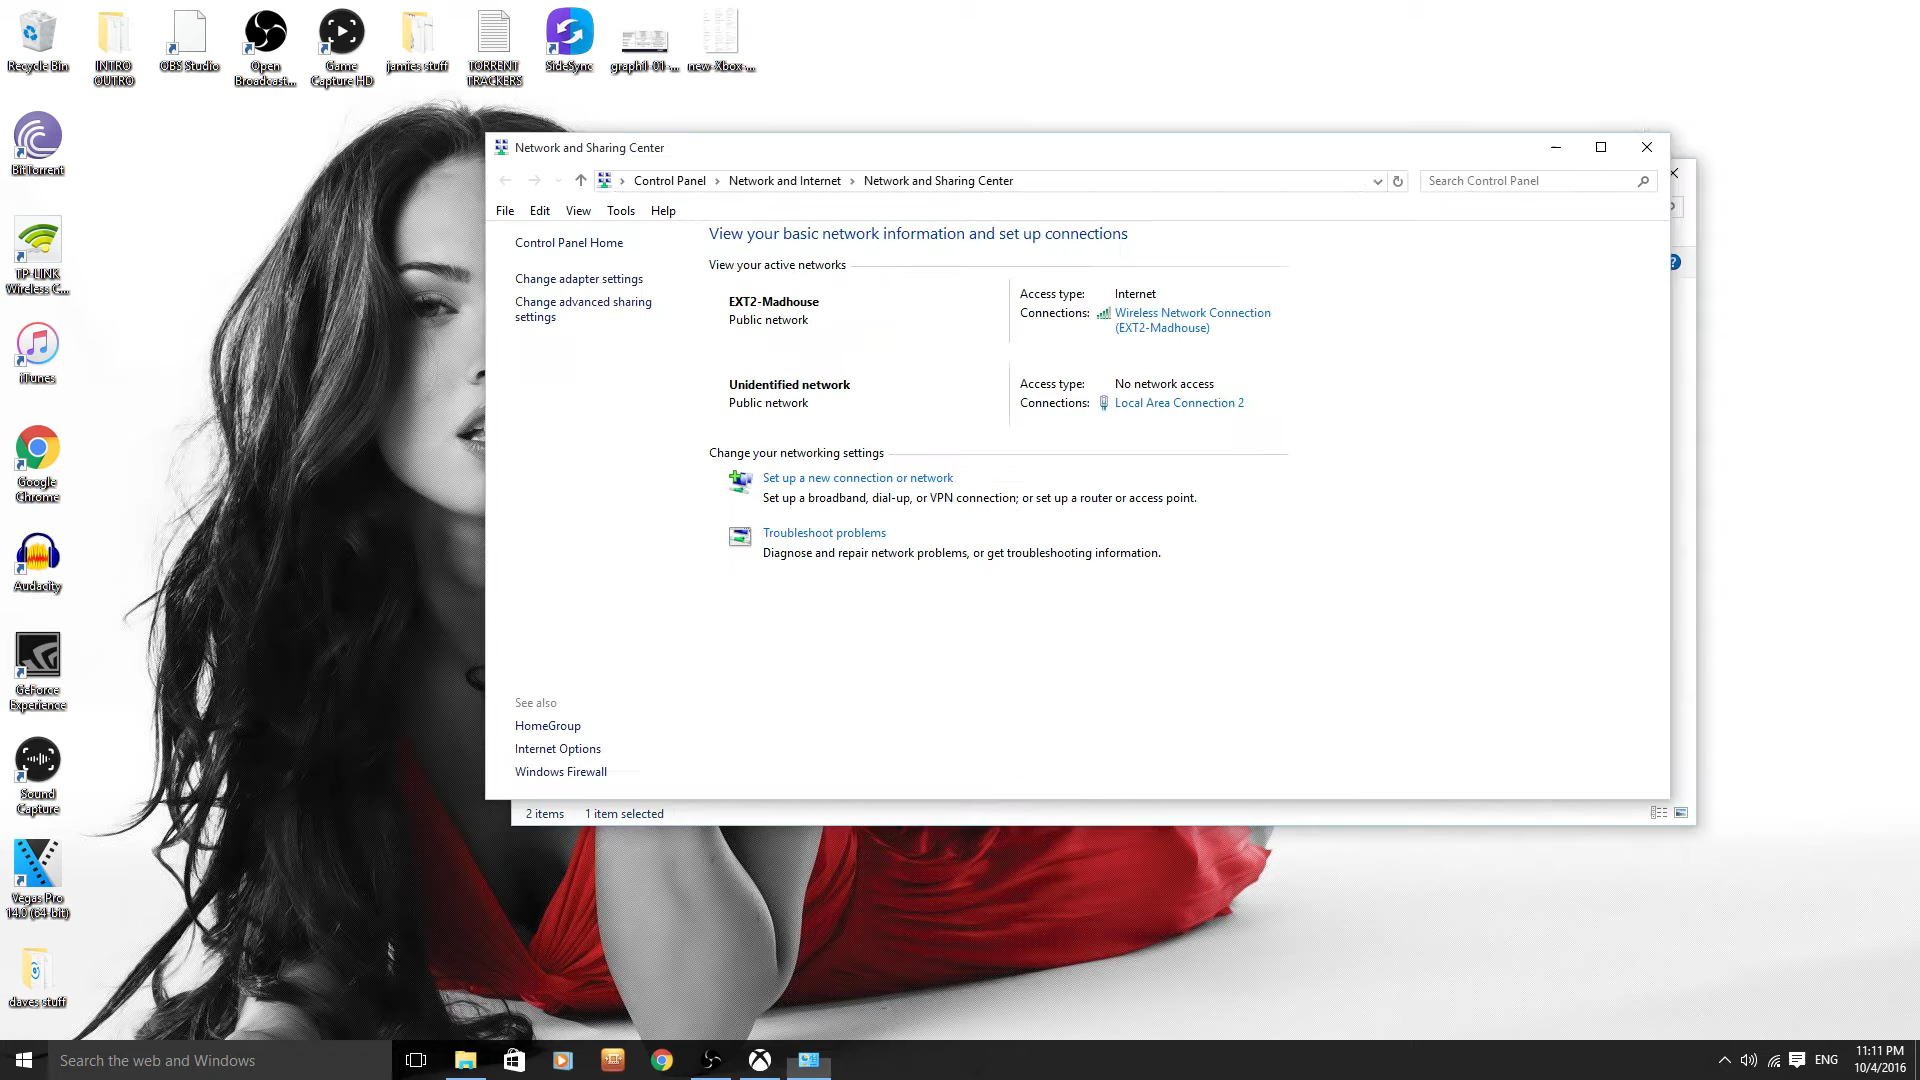 Recycle Bin
INTRO
OUTRO
OBS Studio
Open
Broadcast...
Game
Capture HD
jamies stuff
TORRENT
TRACKERS
SideSync
graph1-01-...
new-Xbox-...
BitTorrent
TP-LINK
Wireless C...
iTunes
Google
Chrome
Audacity
GeForce
Experience
Sound
Capture
Vegas Pro
14.0 (64-bit)
daves stuff
Network and Sharing Center
Control Panel > Network and Internet > Network and Sharing Center
Search Control Panel
File Edit View Tools Help
Control Panel Home
Change adapter settings
Change advanced sharing
settings
View your basic network information and set up connections
View your active networks
EXT2-Madhouse
Public network
Access type: Internet
Connections: Wireless Network Connection
(EXT2-Madhouse)
Unidentified network
Public network
Access type: No network access
Connections: Local Area Connection 2
Change your networking settings
Set up a new connection or network
Set up a broadband, dial-up, or VPN connection; or set up a router or access point.
Troubleshoot problems
Diagnose and repair network problems, or get troubleshooting information.
See also
HomeGroup
Internet Options
Windows Firewall
2 items 1 item selected
Search the web and Windows
ENG
11:11 PM
10/4/2016